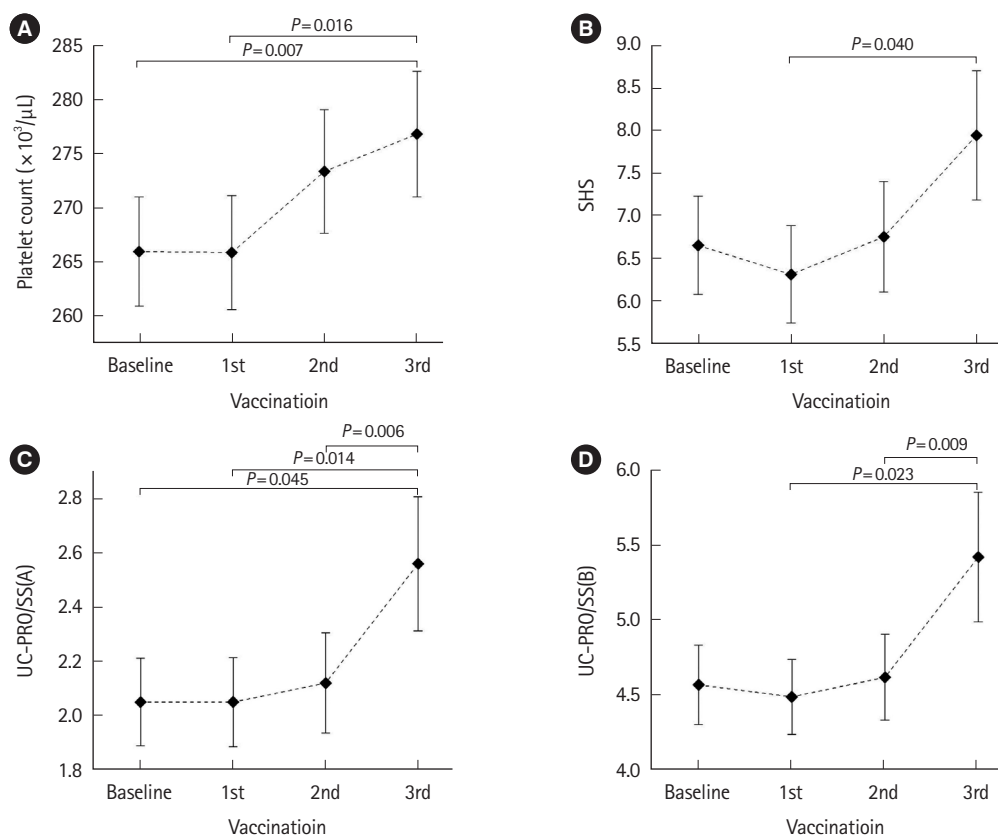 A
P=0.016
P=0.007
285
280
275
270
265
260
Platelet count (×10³/μL)
Baseline 1st 2nd 3rd
Vaccinatioin
B
P=0.040
9.0
8.5
8.0
7.5
7.0
6.5
6.0
5.5
SHS
Baseline 1st 2nd 3rd
Vaccinatioin
C
P=0.006
P=0.014
P=0.045
2.8
2.6
2.4
2.2
2.0
1.8
UC-PRO/SS(A)
Baseline 1st 2nd 3rd
Vaccinatioin
D
P=0.009
P=0.023
6.0
5.5
5.0
4.5
4.0
UC-PRO/SS(B)
Baseline 1st 2nd 3rd
Vaccinatioin